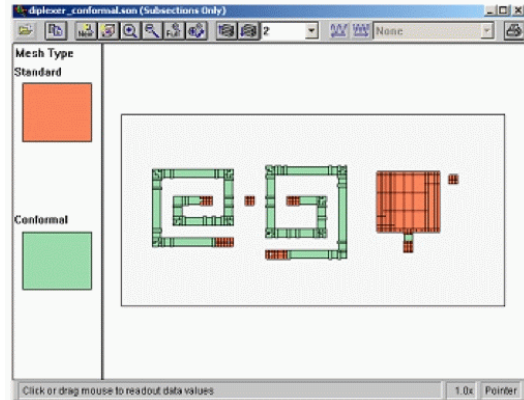 diplexer_conformal.son (Subsections Only)
2
None
Mesh Type
Standard
Conformal
Click or drag mouse to readout data values
1.0x
Pointer